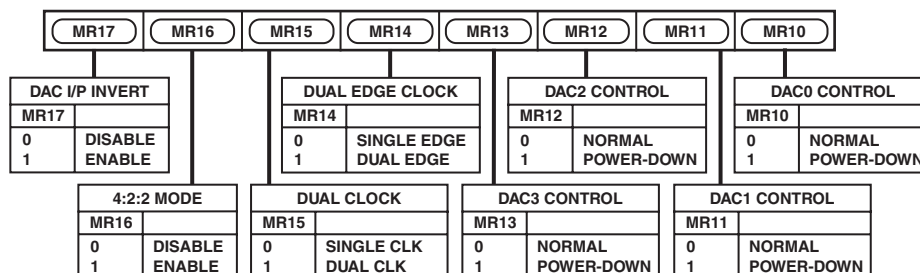 MR17 MR16 MR15 MR14 MR13 MR12 MR11 MR10
DAC I/P INVERT
MR17
0 DISABLE
1 ENABLE
DUAL EDGE CLOCK
MR14
0 SINGLE EDGE
1 DUAL EDGE
DAC2 CONTROL
MR12
0 NORMAL
1 POWER-DOWN
DAC0 CONTROL
MR10
0 NORMAL
1 POWER-DOWN
4:2:2 MODE
MR16
0 DISABLE
1 ENABLE
DUAL CLOCK
MR15
0 SINGLE CLK
1 DUAL CLK
DAC3 CONTROL
MR13
0 NORMAL
1 POWER-DOWN
DAC1 CONTROL
MR11
0 NORMAL
1 POWER-DOWN